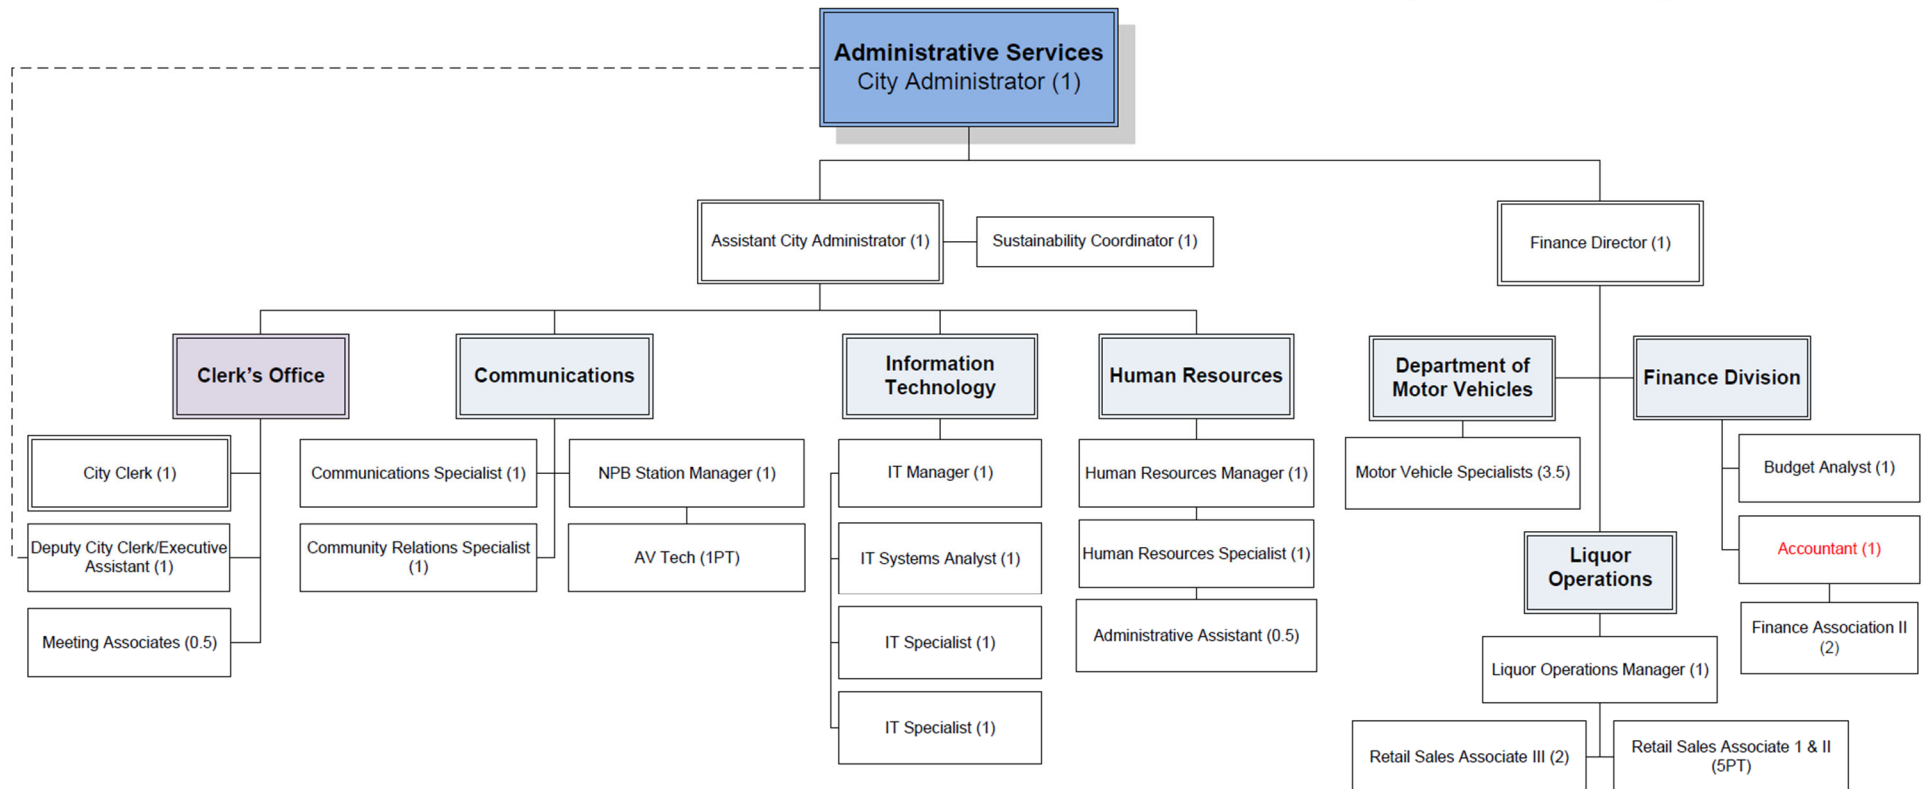 Administrative Services
City Administrator (1)
Assistant City Administrator (1)
Sustainability Coordinator (1)
Finance Director (1)
Clerk's Office
Communications
Information
Technology
Human Resources
Department of
Motor Vehicles
Finance Division
City Clerk (1)
Deputy City Clerk/Executive
Assistant (1)
Meeting Associates (0.5)
Communications Specialist (1)
Community Relations Specialist
(1)
NPB Station Manager (1)
AV Tech (1PT)
IT Manager (1)
IT Systems Analyst (1)
IT Specialist (1)
IT Specialist (1)
Human Resources Manager (1)
Human Resources Specialist (1)
Administrative Assistant (0.5)
Motor Vehicle Specialists (3.5)
Liquor
Operations
Liquor Operations Manager (1)
Retail Sales Associate III (2)
Retail Sales Associate 1 & II
(5PT)
Budget Analyst (1)
Accountant (1)
Finance Association II
(2)